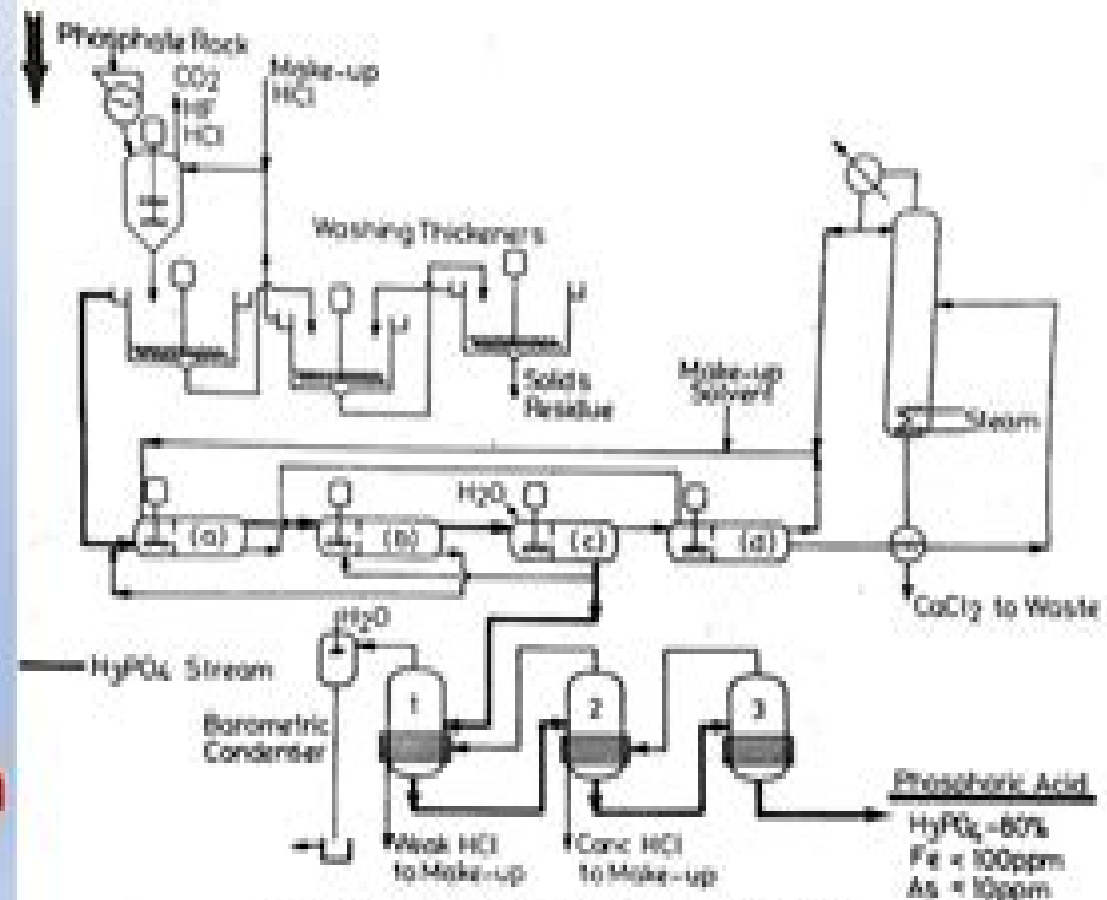 Phosphate Rock
CO2
HF
HCl
Make-up
HCl
Washing Thickeners
Solids
Residue
Make-up
Solvent
Steam
H2O
(a)
(b)
(c)
(d)
CaCl2 to Waste
H2O
H3PO4 Stream
Barometric
Condenser
1
2
3
Weak HCl
to Make-up
Conc HCl
to Make-up
Phosphoric Acid
H3PO4-80%
Fe < 100ppm
As < 10ppm